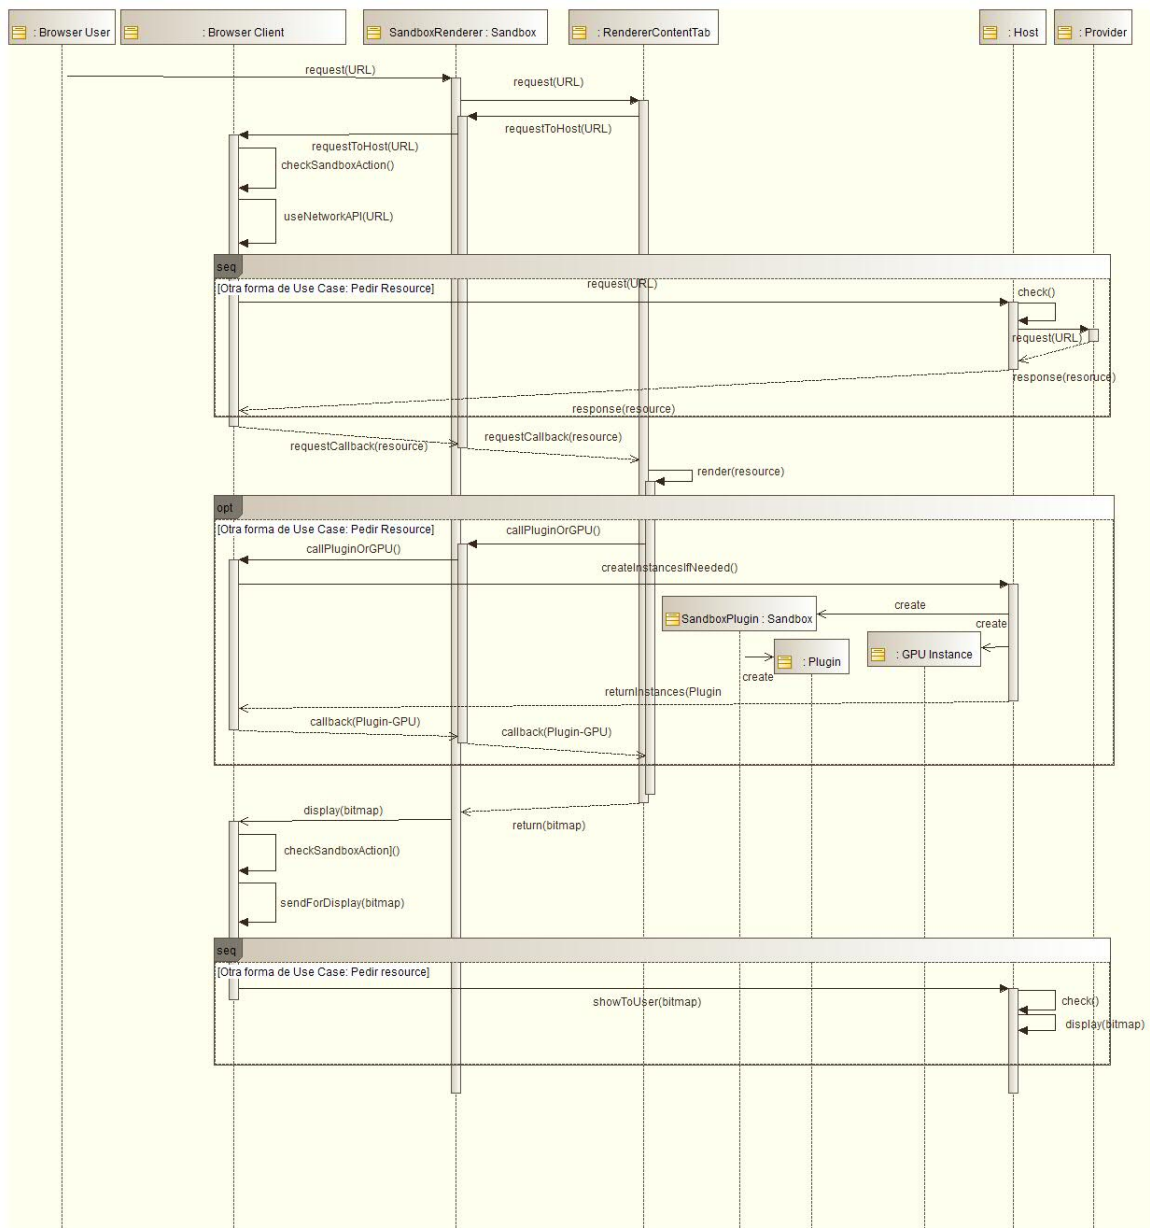 : Browser User
: Browser Client
SandboxRenderer : Sandbox
: RendererContentTab
: Host
: Provider
request(URL)
request(URL)
requestToHost(URL)
requestToHost(URL)
checkSandboxAction()
useNetworkAPI(URL)
seq
[Otra forma de Use Case: Pedir Resource]
request(URL)
check()
request(URL)
response(resoruce)
response(resource)
requestCallback(resource)
requestCallback(resource)
render(resource)
opt
[Otra forma de Use Case: Pedir Resource]
callPluginOrGPU()
callPluginOrGPU()
createInstancesIfNeeded()
create
SandboxPlugin : Sandbox
create
: GPU Instance
: Plugin
create
returnInstances(Plugin
callback(Plugin-GPU)
callback(Plugin-GPU)
display(bitmap)
return(bitmap)
checkSandboxAction]()
sendForDisplay(bitmap)
seq
[Otra forma de Use Case: Pedir resource]
showToUser(bitmap)
check()
display(bitmap)